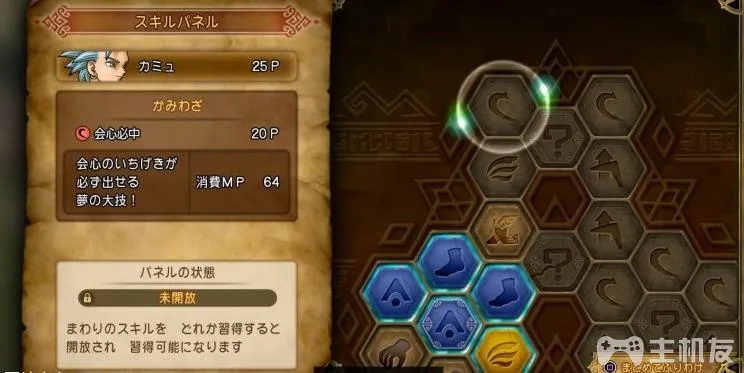 スキルパネル
カミュ 25P
かみわざ
会心必中 20P
会心のいちげきが
必ず出せる
夢の大技！
消費MP 64
パネルの状態
未開放
まわりのスキルを どれか習得すると
開放され 習得可能になります
?
?
?
?
まとめてふりわけ
主机友